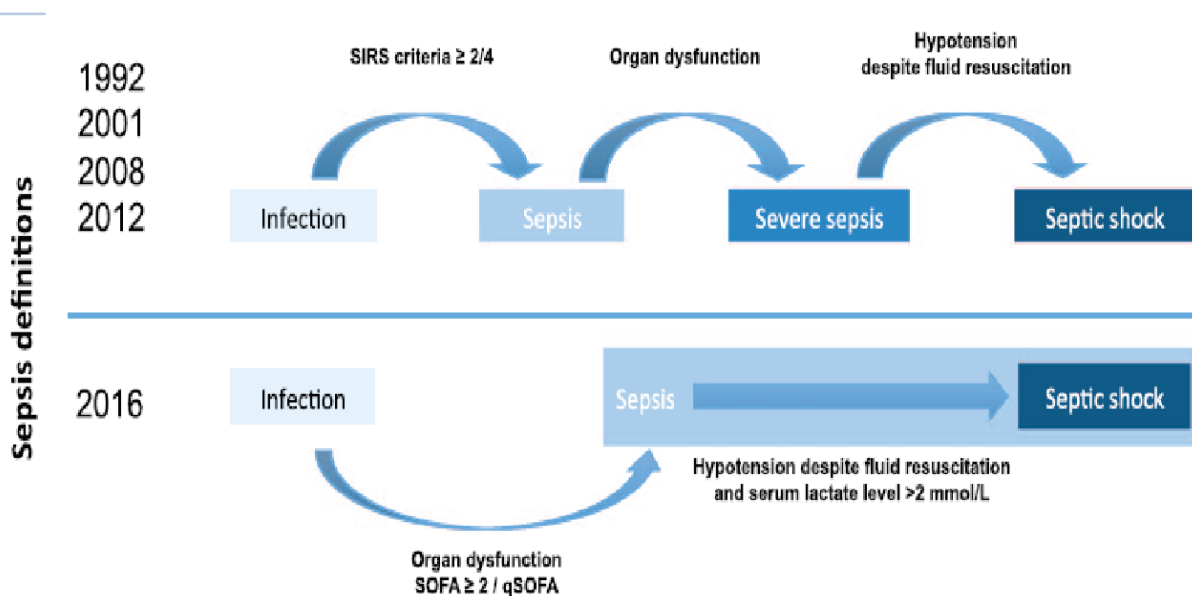 Sepsis definitions
1992
2001
2008
2012
SIRS criteria ≥ 2/4
Organ dysfunction
Hypotension
despite fluid resuscitation
Infection
Sepsis
Severe sepsis
Septic shock
2016
Infection
Sepsis
Septic shock
Hypotension despite fluid resuscitation
and serum lactate level >2 mmol/L
Organ dysfunction
SOFA ≥ 2 / qSOFA